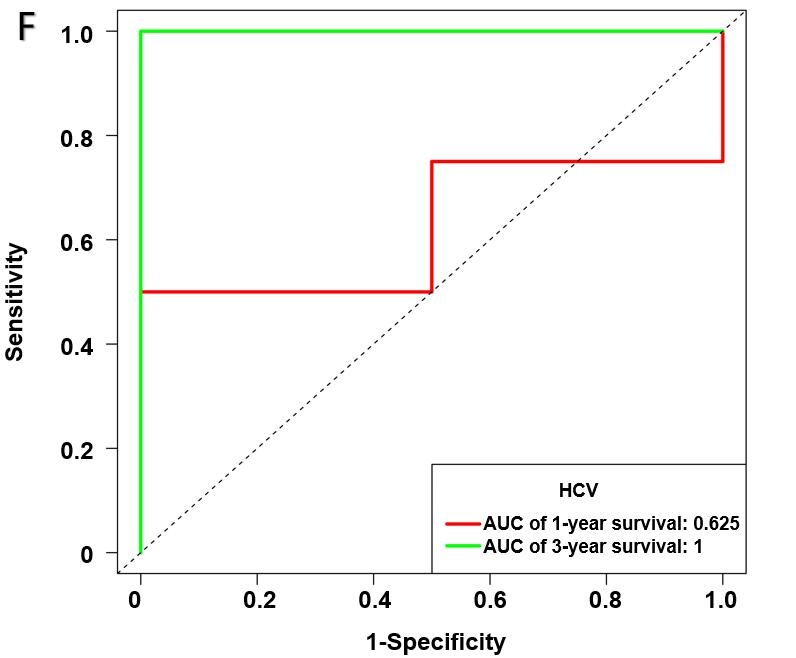 F
1.0
0.8
0.6
0.4
0.2
0
Sensitivity
HCV
AUC of 1-year survival: 0.625
AUC of 3-year survival: 1
0 0.2 0.4 0.6 0.8 1.0
1-Specificity